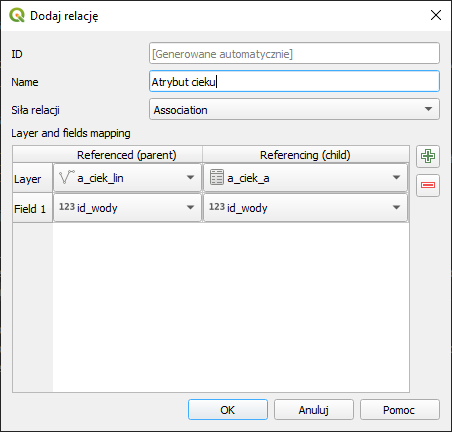 Dodaj relację
ID [Generowane automatycznie]
Name Atrybut cieku
Siła relacji Association
Layer and fields mapping
Referenced (parent) Referencing (child)
Layer a_ciek_lin a_ciek_a
Field 1 123 id_wody 123 id_wody
OK Anuluj Pomoc